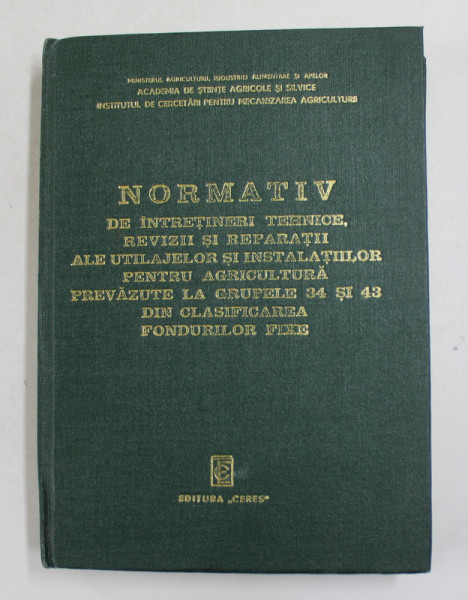 MINISTERUL AGRICULTURII, INDUSTRIEI ALIMENTARE ȘI APELOR
ACADEMIA DE ȘTIINȚE AGRICOLE ȘI SILVICE
INSTITUTUL DE CERCETĂRI PENTRU MECANIZAREA AGRICULTURII
NORMATIV
DE ÎNTREȚINERI TEHNICE,
REVIZII ȘI REPARAȚII
ALE UTILAJELOR ȘI INSTALAȚIILOR
PENTRU AGRICULTURĂ
PREVĂZUTE LA GRUPELE 34 ȘI 43
DIN CLASIFICAREA
FONDURILOR FIXE
EDITURA „CERES"